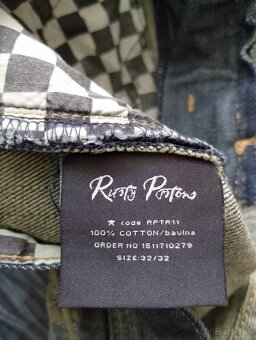 Rusty Pistons
★ code RPTR11
100% COTTON/bavlna
ORDER NO 1511710279
SIZE:32/32